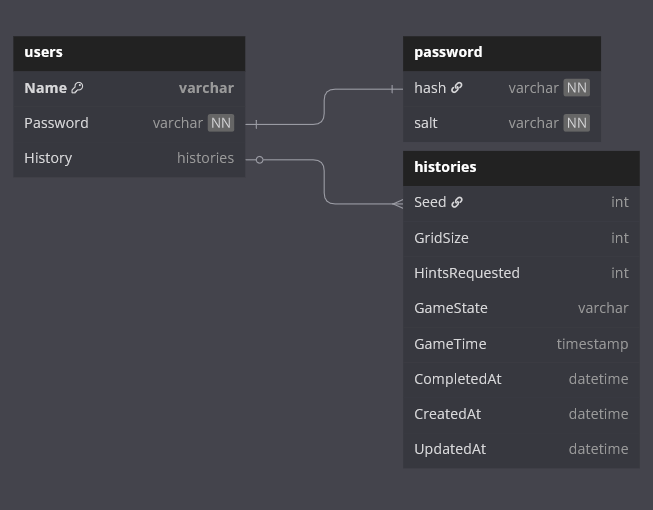 users
Name varchar
Password varchar NN
History histories
password
hash varchar NN
salt varchar NN
histories
Seed int
GridSize int
HintsRequested int
GameState varchar
GameTime timestamp
CompletedAt datetime
CreatedAt datetime
UpdatedAt datetime